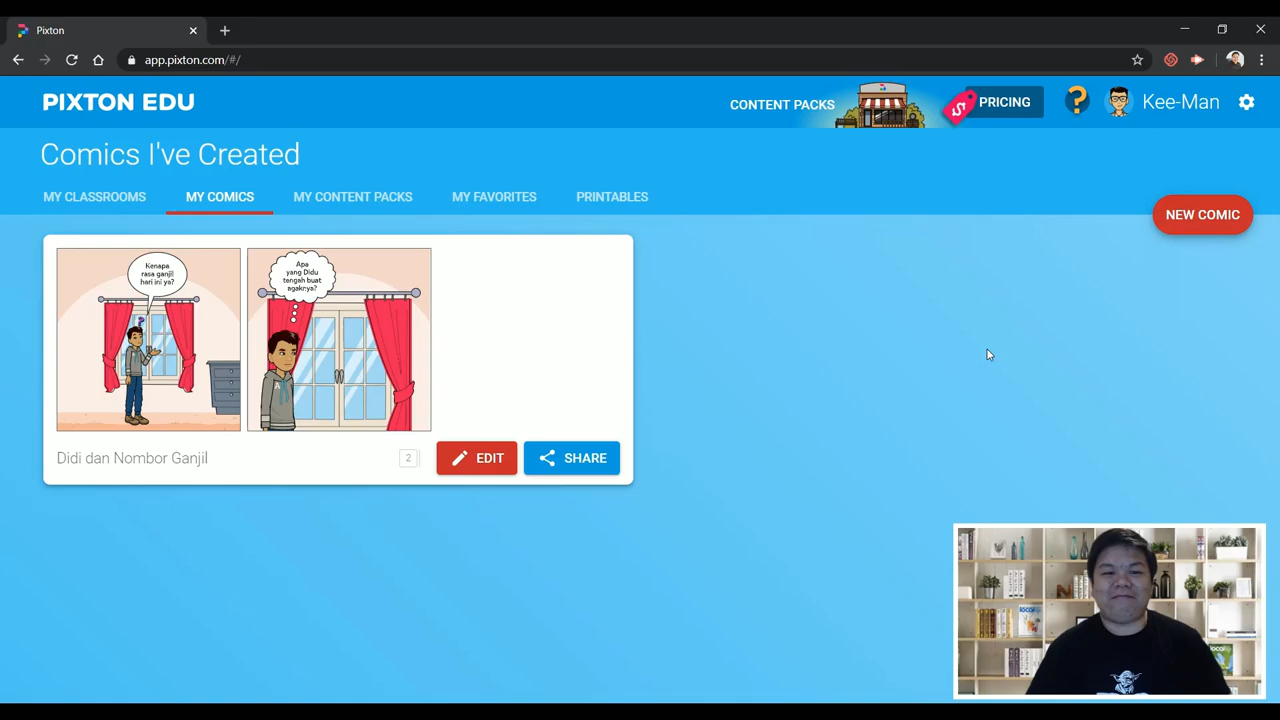 Pixton
app.pixton.com/#/
PIXTON EDU
CONTENT PACKS
$
PRICING
?
Kee-Man
Comics I've Created
MY CLASSROOMS
MY COMICS
MY CONTENT PACKS
MY FAVORITES
PRINTABLES
NEW COMIC
Kenapa
rasa ganjil
hari ini ya?
Apa
yang Didu
tengah buat
agaknya?
Didi dan Nombor Ganjil
2
EDIT
SHARE